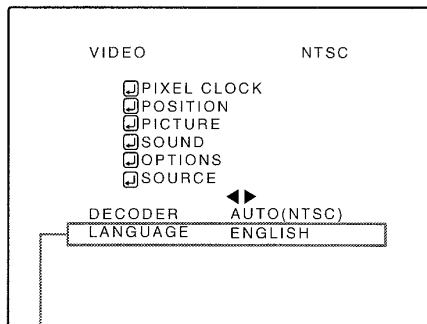 VIDEO NTSC
PIXEL CLOCK
POSITION
PICTURE
SOUND
OPTIONS
SOURCE
DECODER AUTO(NTSC)
LANGUAGE ENGLISH